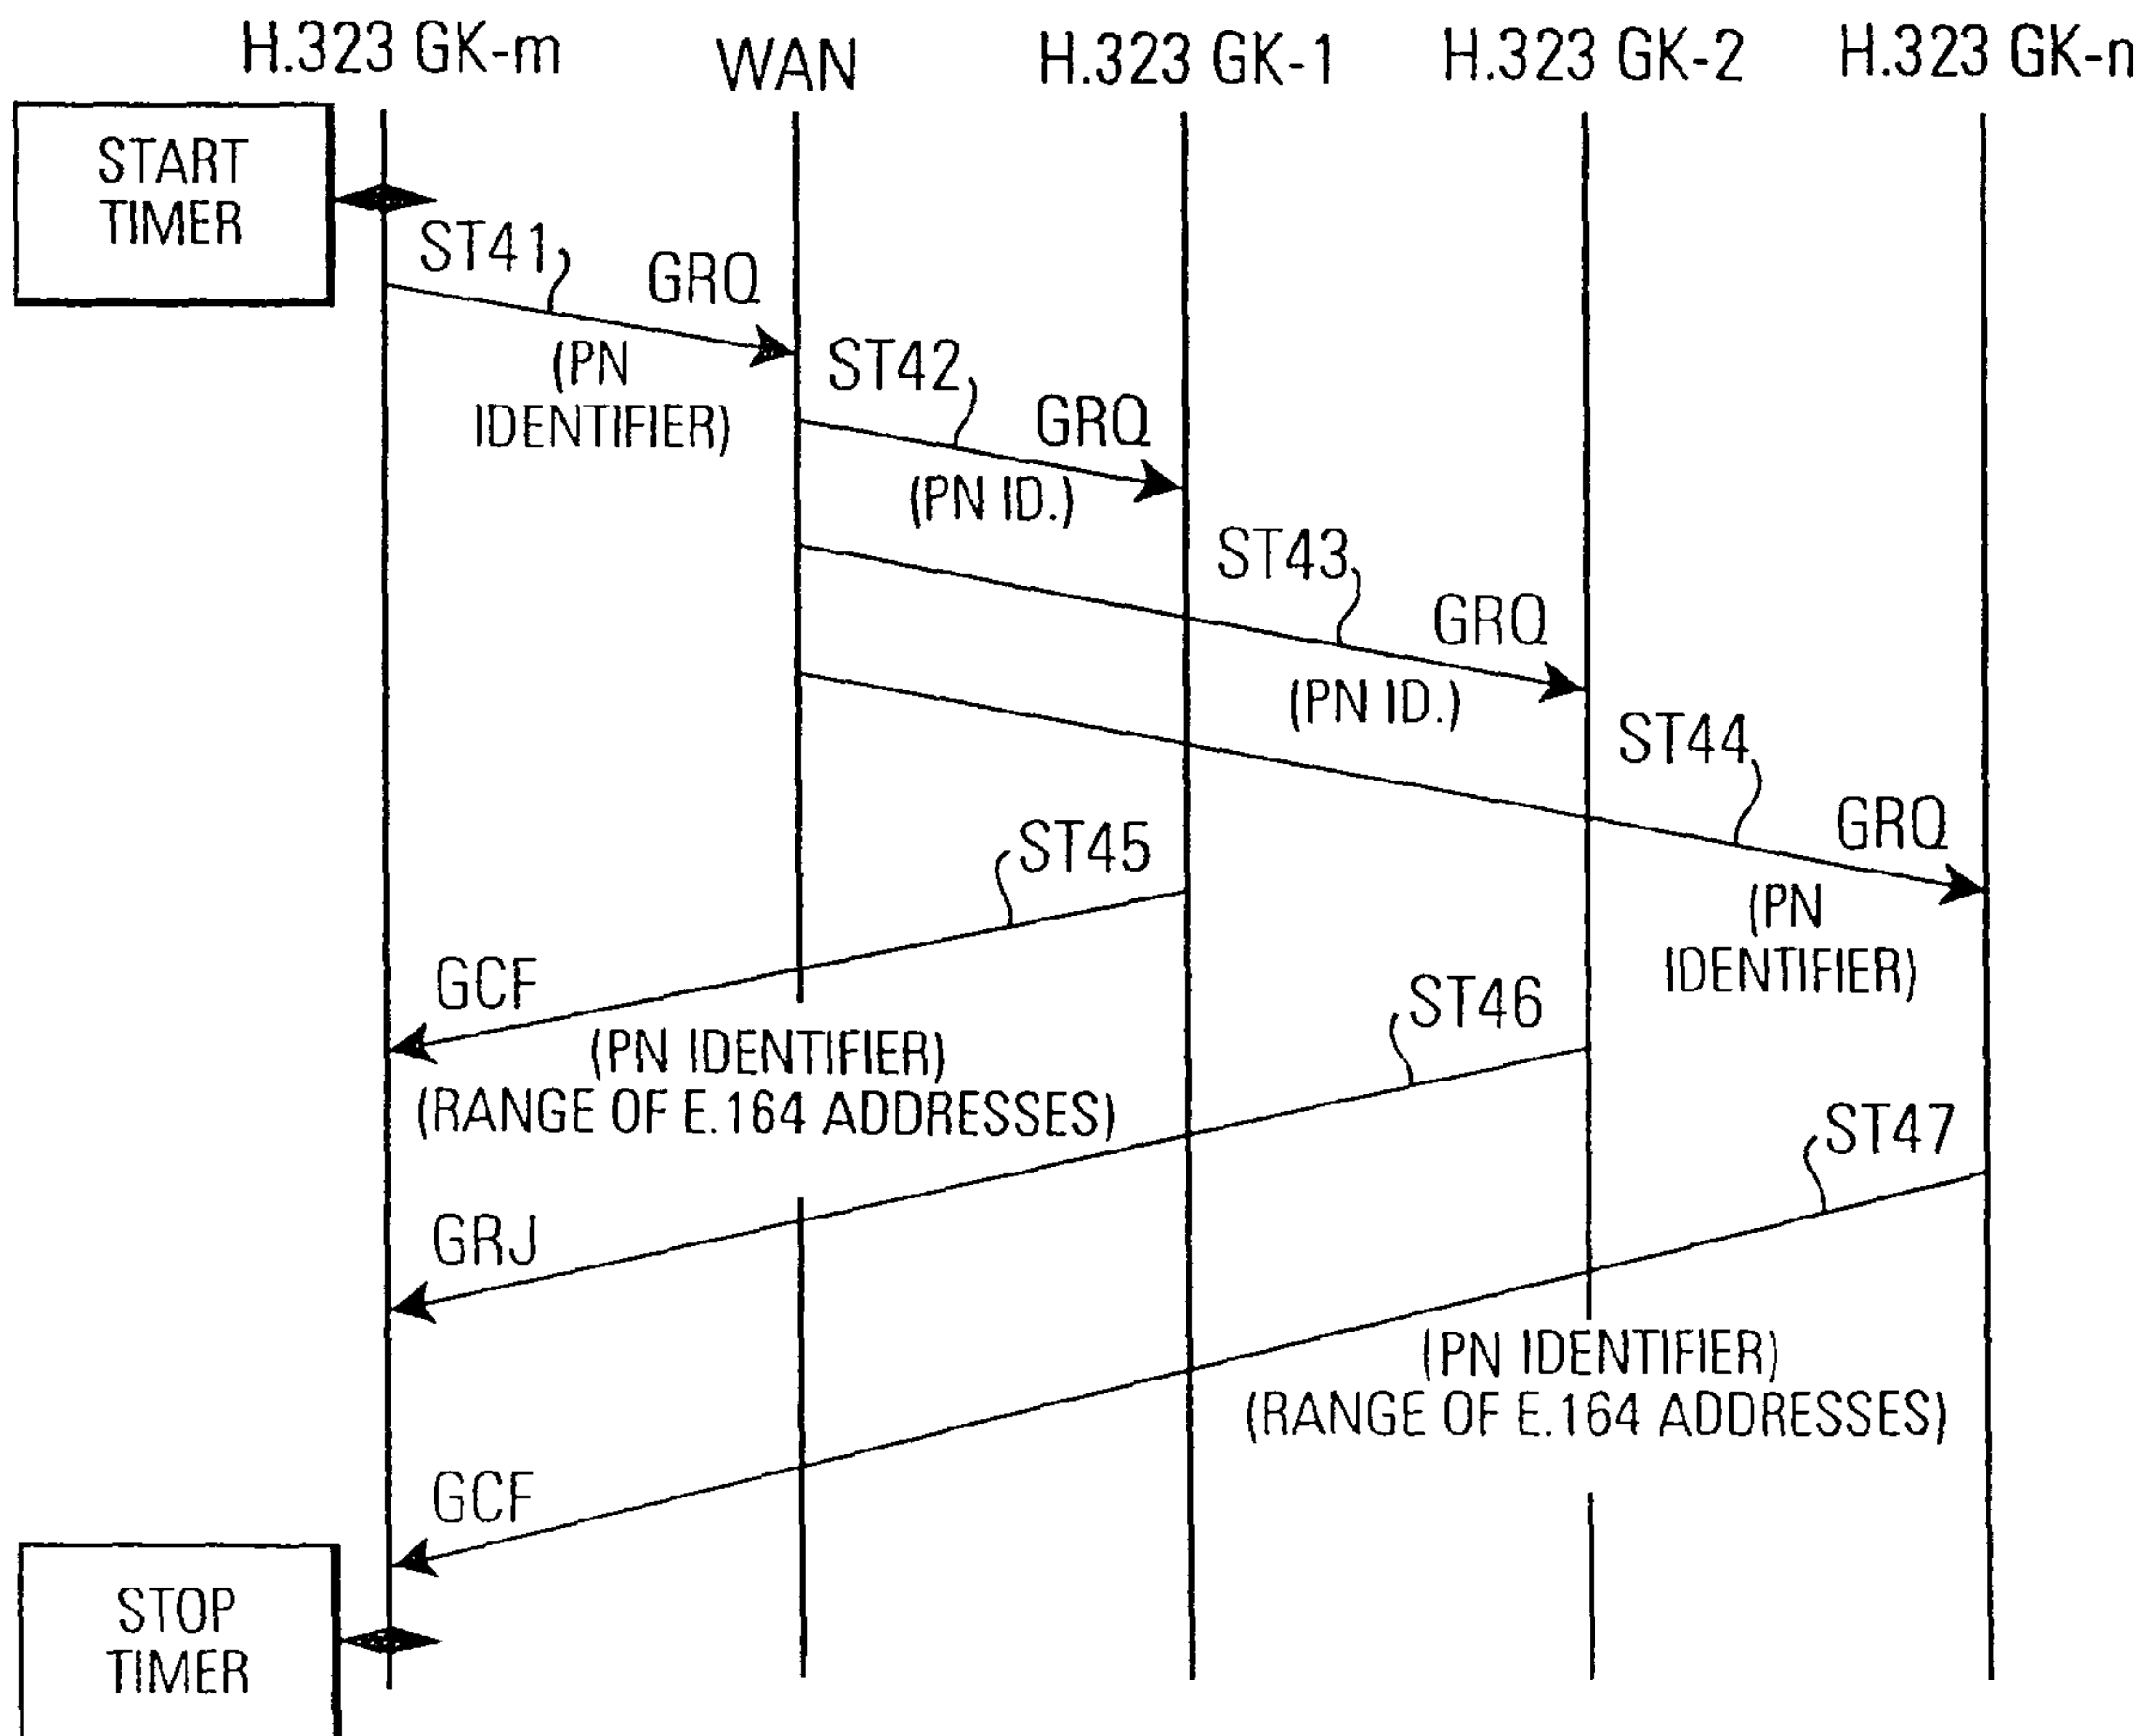 H.323 GK-m
WAN
H.323 GK-1
H.323 GK-2
H.323 GK-n
START
TIMER
ST41
GRQ
(PN
IDENTIFIER)
ST42
GRQ
(PN ID.)
ST43
GRQ
(PN ID.)
ST44
GRQ
(PN
IDENTIFIER)
ST45
GCF
(PN IDENTIFIER)
(RANGE OF E.164 ADDRESSES)
ST46
GRJ
ST47
(PN IDENTIFIER)
(RANGE OF E.164 ADDRESSES)
GCF
STOP
TIMER